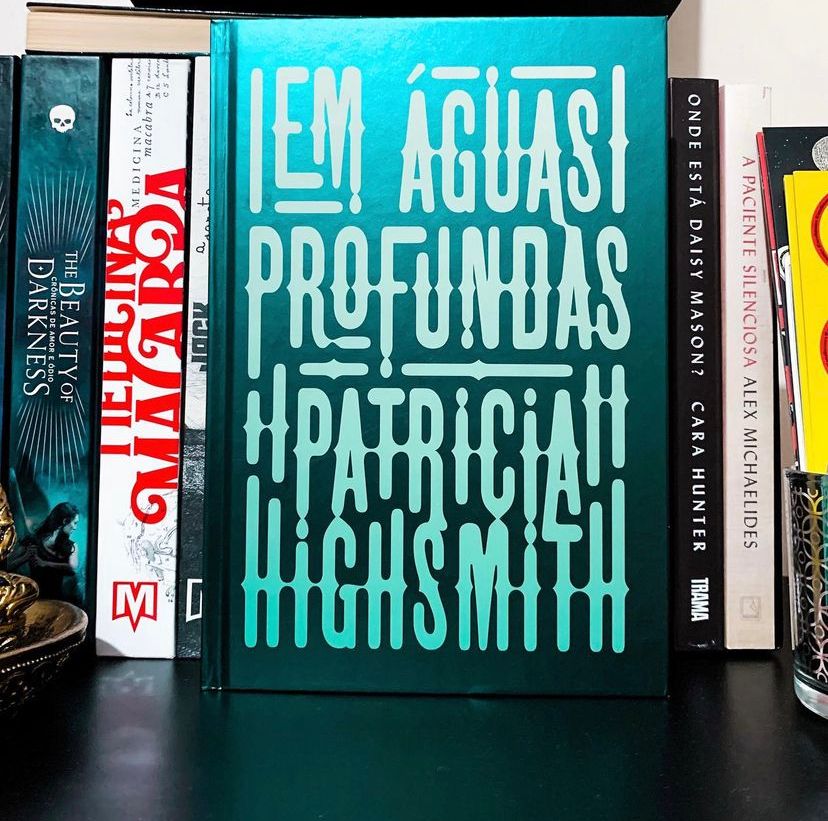 THE BEAUTY OF DARKNESS
CRÔNICAS DE AMOR E ÓDIO
MEDICINA
MACABRA
M
EM ÁGUAS
PROFUNDAS
PATRICIA
HIGHSMITH
ONDE ESTÁ DAISY MASON? CARA HUNTER TRAMA
A PACIENTE SILENCIOSA ALEX MICHAELIDES